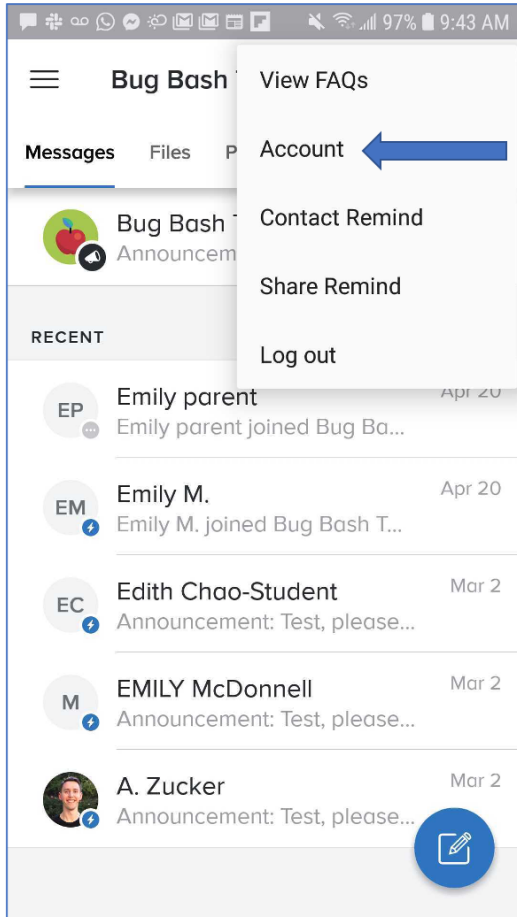 97% 9:43 AM
Bug Bash
View FAQs
Messages Files P
Account
Bug Bash T
Announcem
Contact Remind
Share Remind
RECENT
Log out
EP
Emily parent
Apr 20
Emily parent joined Bug Ba...
EM
Emily M.
Apr 20
Emily M. joined Bug Bash T...
EC
Edith Chao-Student
Mar 2
Announcement: Test, please...
M
EMILY McDonnell
Mar 2
Announcement: Test, please...
A. Zucker
Mar 2
Announcement: Test, please...